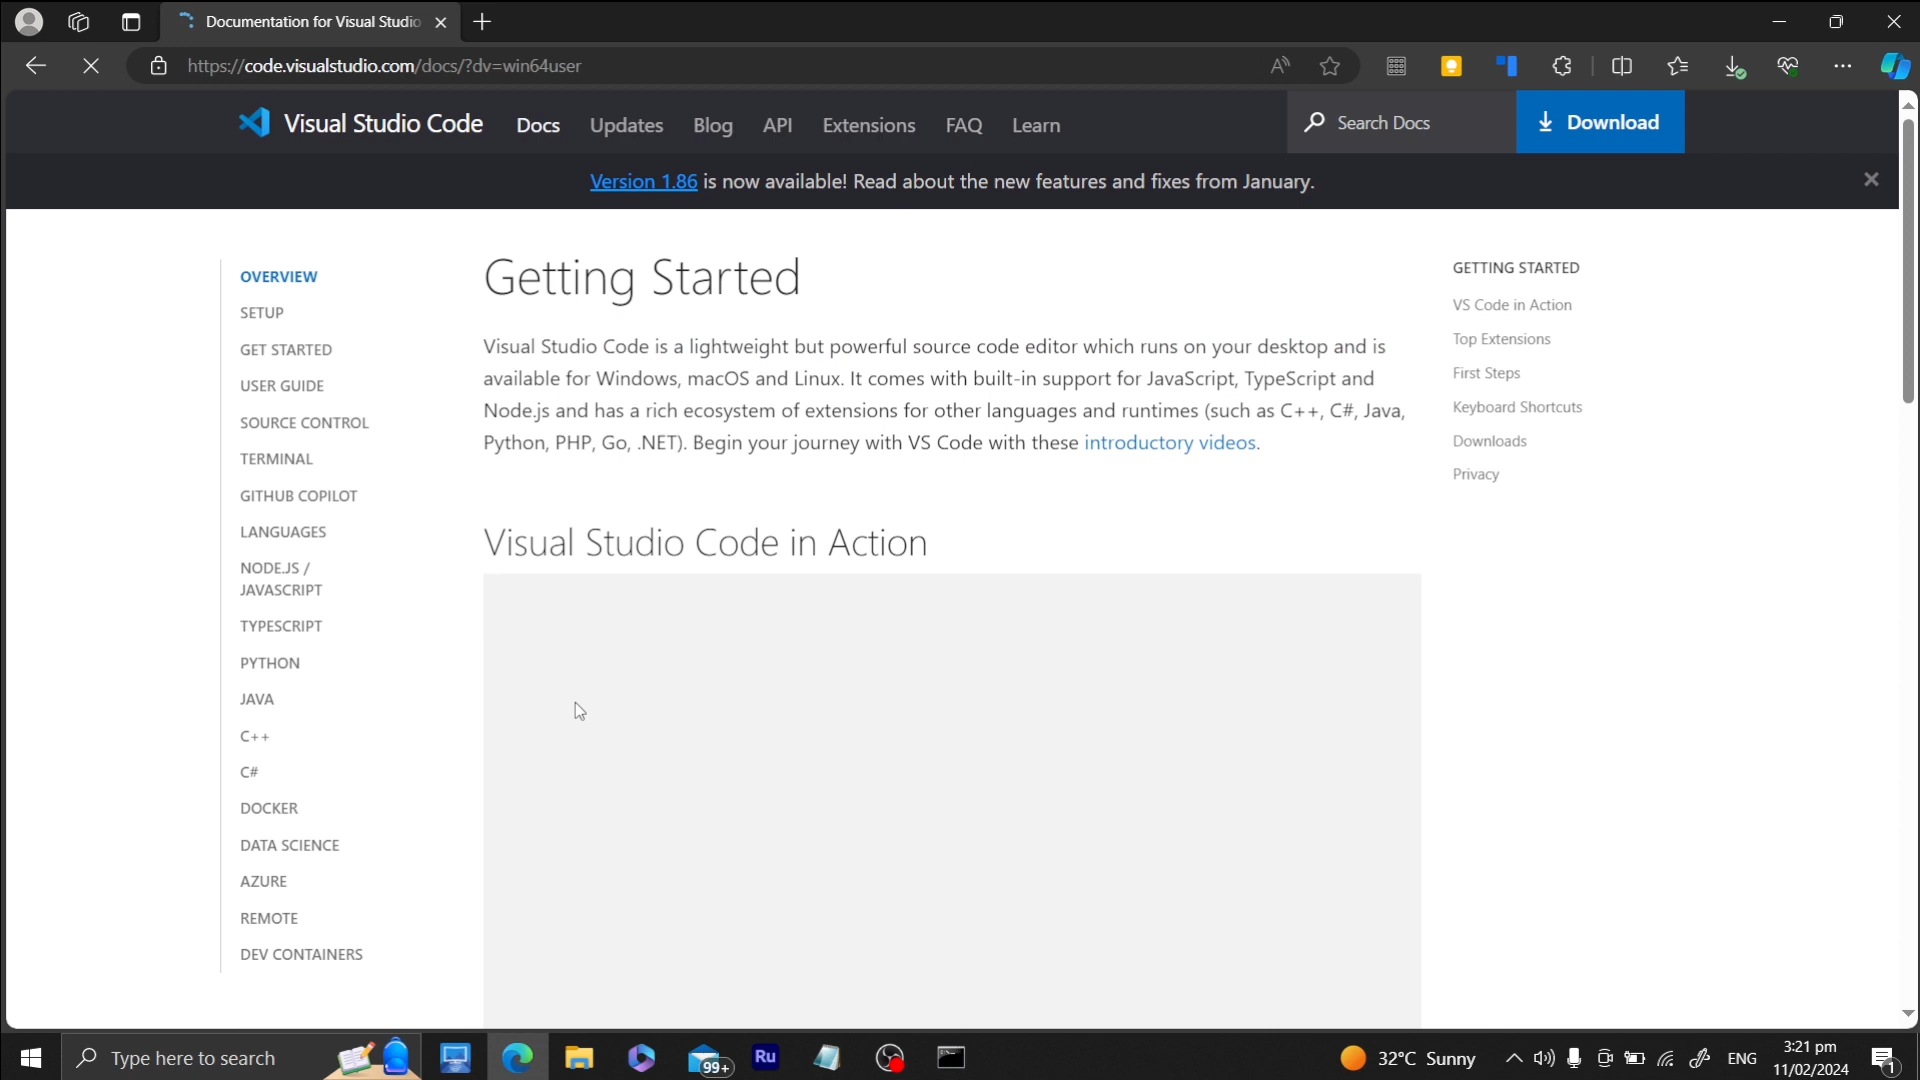 Documentation for Visual Studio
https://code.visualstudio.com/docs/?dv=win64user
Visual Studio Code
Docs
Updates
Blog
API
Extensions
FAQ
Learn
Search Docs
Download
Version 1.86 is now available! Read about the new features and fixes from January.
OVERVIEW
SETUP
GET STARTED
USER GUIDE
SOURCE CONTROL
TERMINAL
GITHUB COPILOT
LANGUAGES
NODE.JS /
JAVASCRIPT
TYPESCRIPT
PYTHON
JAVA
C++
C#
DOCKER
DATA SCIENCE
AZURE
REMOTE
DEV CONTAINERS
Getting Started
Visual Studio Code is a lightweight but powerful source code editor which runs on your desktop and is
available for Windows, macOS and Linux. It comes with built-in support for JavaScript, TypeScript and
Node.js and has a rich ecosystem of extensions for other languages and runtimes (such as C++, C#, Java,
Python, PHP, Go, .NET). Begin your journey with VS Code with these introductory videos.
Visual Studio Code in Action
GETTING STARTED
VS Code in Action
Top Extensions
First Steps
Keyboard Shortcuts
Downloads
Privacy
Type here to search
99+
Ru
32°C Sunny
ENG
3:21 pm
11/02/2024
1